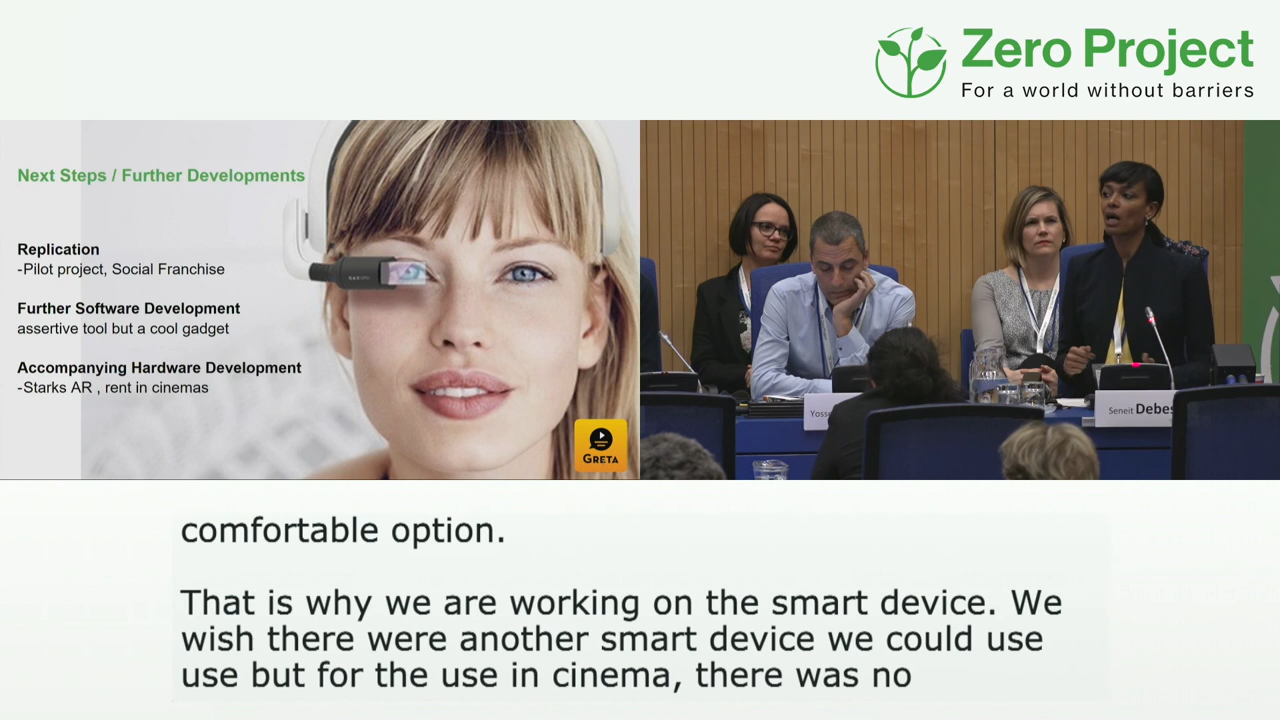 Zero Project
For a world without barriers
Next Steps / Further Developments
Replication
-Pilot project, Social Franchise
Further Software Development
assertive tool but a cool gadget
Accompanying Hardware Development
-Starks AR , rent in cinemas
GRETA
Seneit Debes
comfortable option.
That is why we are working on the smart device. We
wish there were another smart device we could use
use but for the use in cinema, there was no